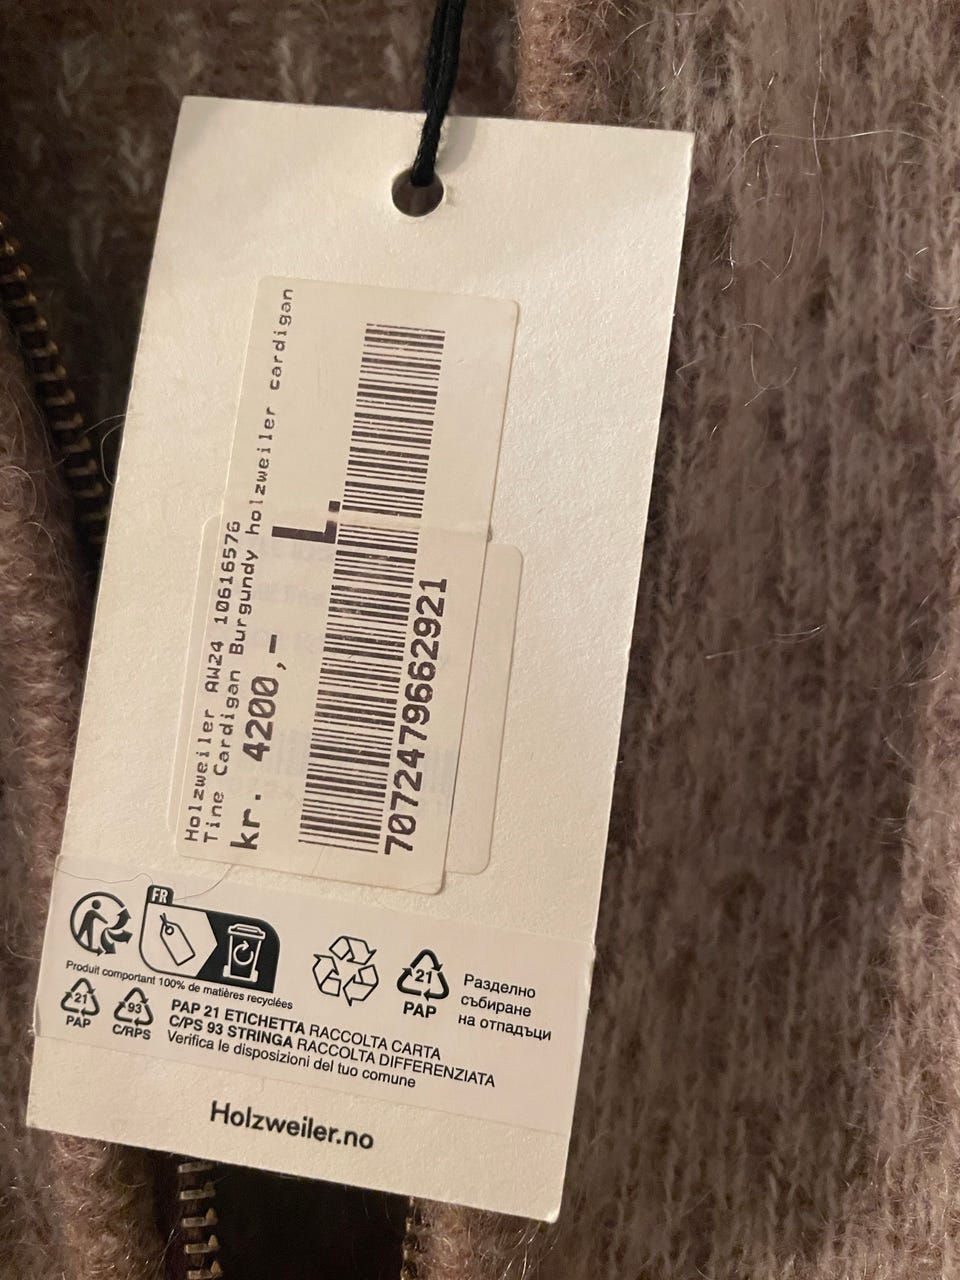 Holzweiler AW24 10616576
Tine Cardigan Burgundy holzweiler cardigan
kr. 4200,-
L.
7072479662921
FR
Produit comportant 100% de matières recyclées
21
PAP
93
C/RPS
PAP 21 ETICHETTA RACCOLTA CARTA
C/PS 93 STRINGA RACCOLTA DIFFERENZIATA
Verifica le disposizioni del tuo comune
21
PAP
Разделно
събиране
на отпадъци
Holzweiler.no